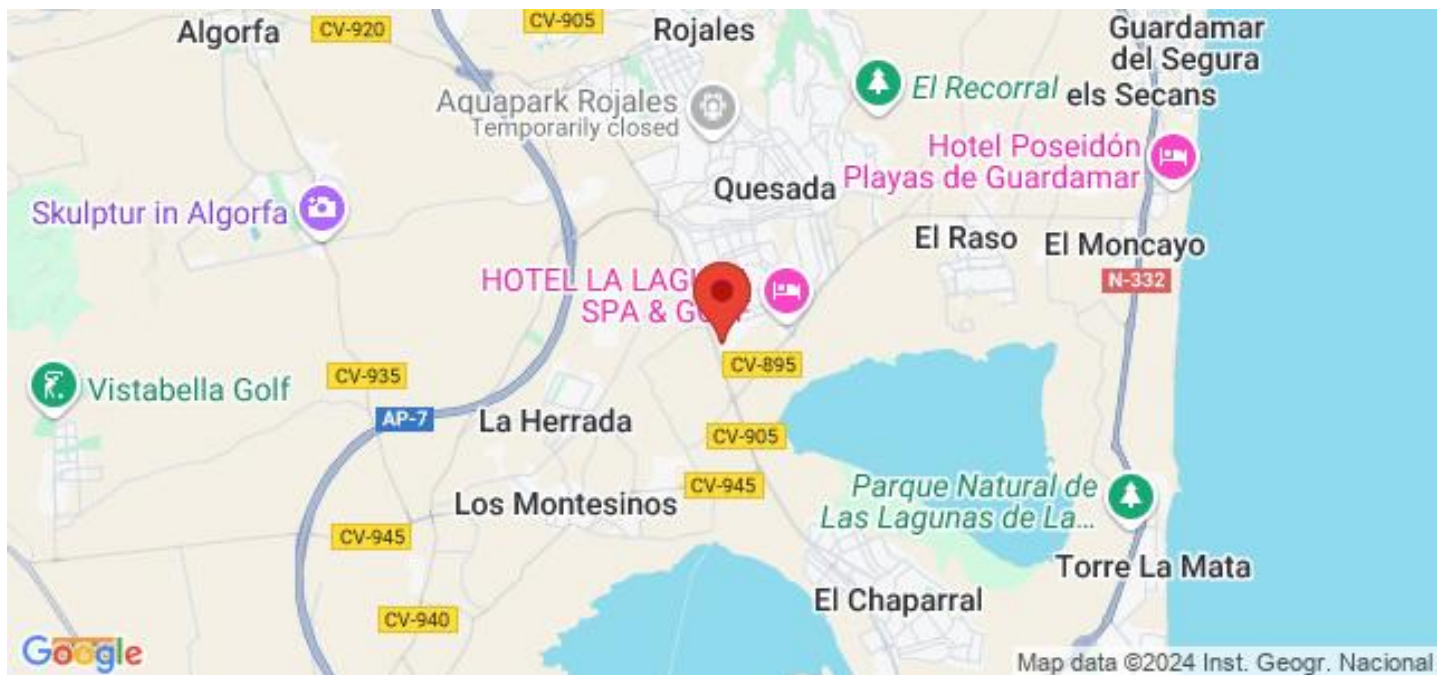 Algorfa
CV-920
CV-905
Rojales
Guardamar
del Segura
Aquapark Rojales
Temporarily closed
El Recorral
els Secans
Hotel Poseidón
Playas de Guardamar
Quesada
Skulptur in Algorfa
El Raso
El Moncayo
HOTEL LA
SPA &
N-332
CV-895
Vistabella Golf
CV-935
AP-7
La Herrada
CV-905
CV-945
Los Montesinos
Parque Natural de
Las Lagunas de La...
CV-945
Torre La Mata
El Chaparral
CV-940
Google
Map data ©2024 Inst. Geogr. Nacional